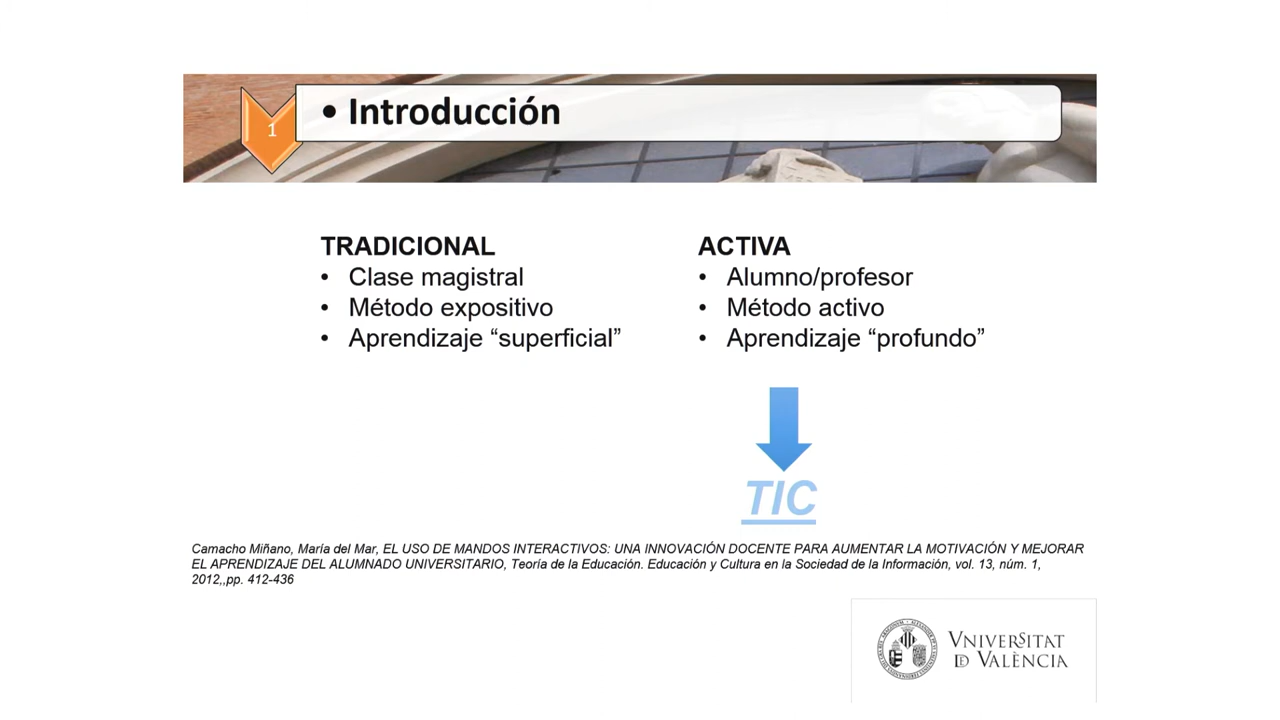 1
• Introducción
TRADICIONAL
• Clase magistral
• Método expositivo
• Aprendizaje “superficial”
ACTIVA
• Alumno/profesor
• Método activo
• Aprendizaje “profundo”
TIC
Camacho Miñano, María del Mar, EL USO DE MANDOS INTERACTIVOS: UNA INNOVACIÓN DOCENTE PARA AUMENTAR LA MOTIVACIÓN Y MEJORAR
EL APRENDIZAJE DEL ALUMNADO UNIVERSITARIO, Teoría de la Educación. Educación y Cultura en la Sociedad de la Información, vol. 13, núm. 1,
2012,,pp. 412-436
VNIVERSITAT
DE VALÈNCIA